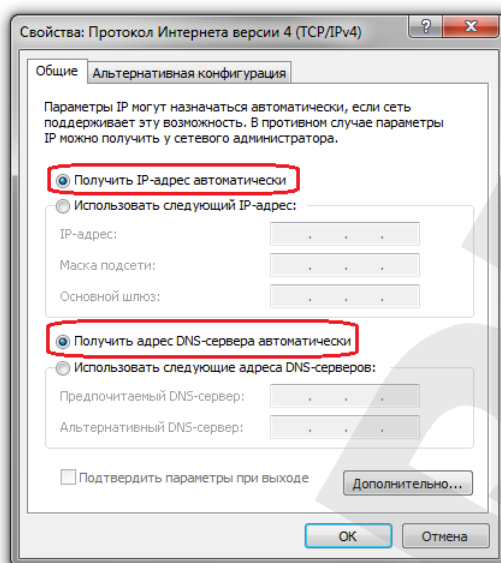 Свойства: Протокол Интернета версии 4 (TCP/IPv4)
Общие
Альтернативная конфигурация
Параметры IP могут назначаться автоматически, если сеть
поддерживает эту возможность. В противном случае параметры
IP можно получить у сетевого администратора.
Получить IP-адрес автоматически
Использовать следующий IP-адрес:
IP-адрес:
Маска подсети:
Основной шлюз:
Получить адрес DNS-сервера автоматически
Использовать следующие адреса DNS-серверов:
Предпочитаемый DNS-сервер:
Альтернативный DNS-сервер:
Подтвердить параметры при выходе
Дополнительно...
ОК
Отмена